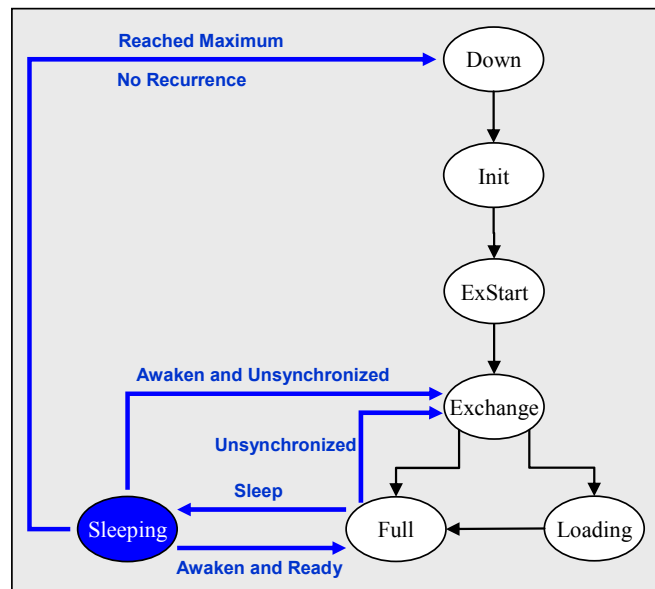 Reached Maximum
Down
No Recurrence
Init
ExStart
Awaken and Unsynchronized
Exchange
Unsynchronized
Sleep
Sleeping
Full
Loading
Awaken and Ready